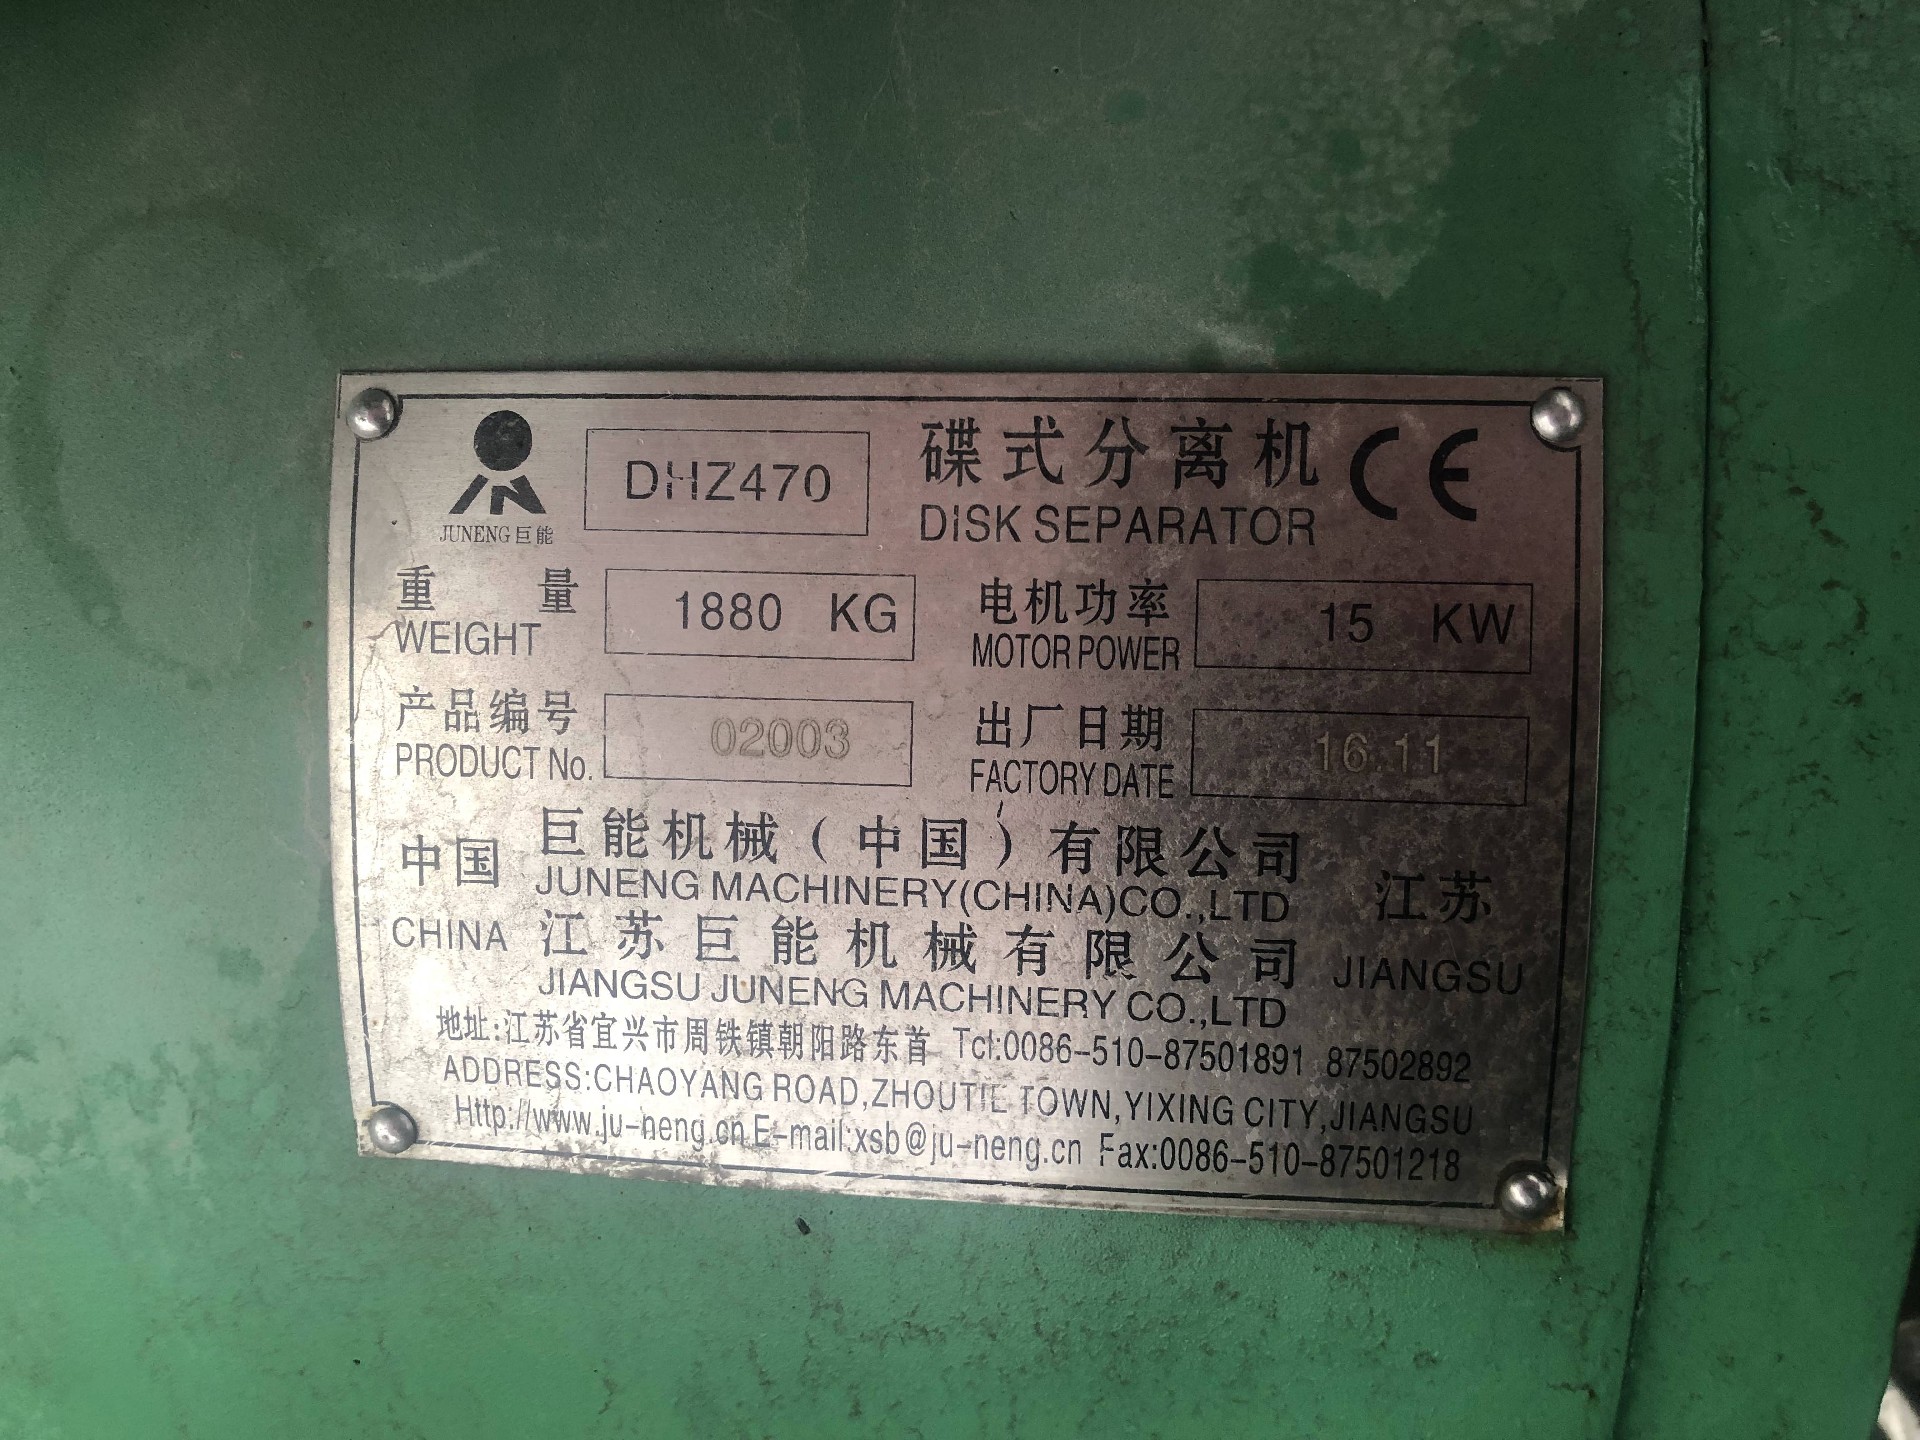 DHZ470 碟式分离机 CE
JUNENG巨能 DISK SEPARATOR
重量 1880 KG 电机功率 15 KW
WEIGHT MOTOR POWER
产品编号 02003 出厂日期 16.11
PRODUCT No. FACTORY DATE
中国 巨能机械(中国)有限公司 江苏
JUNENG MACHINERY(CHINA)CO.,LTD
CHINA 江苏巨能机械有限公司 JIANGSU
JIANGSU JUNENG MACHINERY CO.,LTD
地址:江苏省宜兴市周铁镇朝阳路东首 Tel:0086-510-87501891 87502892
ADDRESS:CHAOYANG ROAD,ZHOUTIE TOWN,YIXING CITY,JIANGSU
Http://www.ju-neng.cn E-mail:xsb@ju-neng.cn Fax:0086-510-87501218